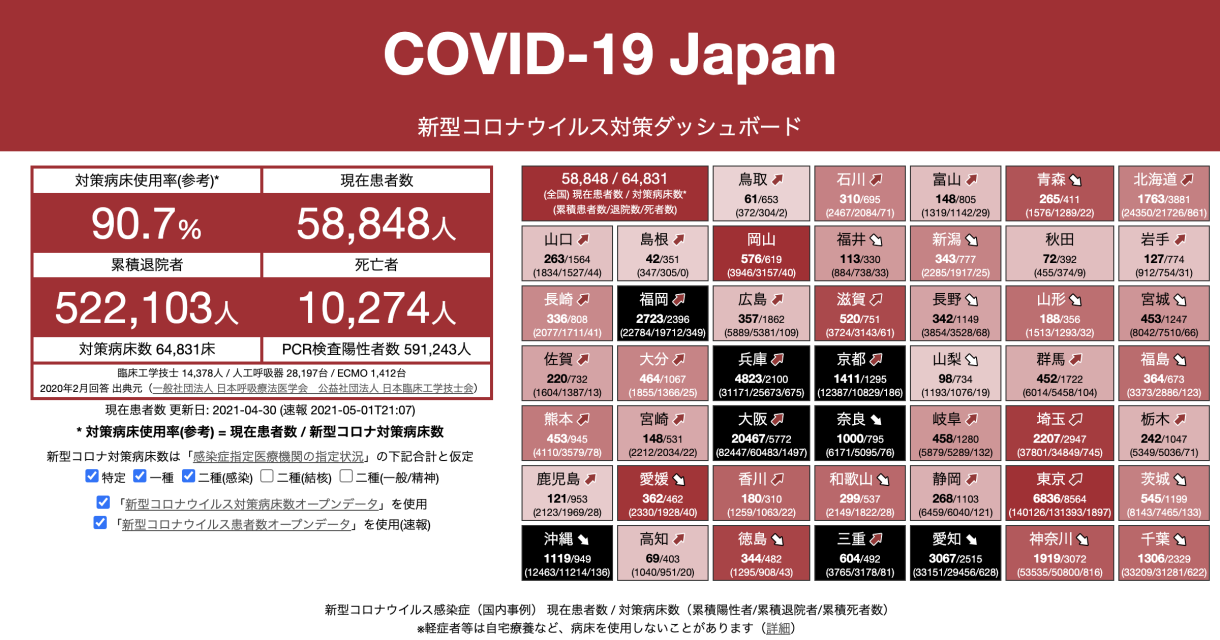 COVID-19 Japan
新型コロナウイルス対策ダッシュボード
対策病床使用率(参考)*
現在患者数
90.7%
58,848人
累積退院者
死亡者
522,103人
10,274人
対策病床数 64,831床
PCR検査陽性者数 591,243人
臨床工学技士 14,378人 / 人工呼吸器 28,197台 / ECMO 1,412台
2020年2月回答 出典元（一般社団法人 日本呼吸療法医学会　公益社団法人 日本臨床工学技士会）
現在患者数 更新日: 2021-04-30 (速報 2021-05-01T21:07)
* 対策病床使用率(参考) = 現在患者数 / 新型コロナ対策病床数
新型コロナ対策病床数は「感染症指定医療機関の指定状況」の下記合計と仮定
特定 一種 二種(感染) 二種(結核) 二種(一般/精神)
「新型コロナウイルス対策病床数オープンデータ」を使用
「新型コロナウイルス患者数オープンデータ」を使用(速報)
58,848 / 64,831
(全国) 現在患者数 / 対策病床数*
(累積患者数/退院数/死者数)
鳥取
61/653
(372/304/2)
石川
310/695
(2467/2084/71)
富山
148/805
(1319/1142/29)
青森
265/411
(1576/1289/22)
北海道
1763/3881
(24350/21726/861)
山口
263/1564
(1834/1527/44)
島根
42/351
(347/305/0)
岡山
576/619
(3946/3157/40)
福井
113/330
(884/738/33)
新潟
343/777
(2285/1917/25)
秋田
72/392
(455/374/9)
岩手
127/774
(912/754/31)
長崎
336/808
(2077/1711/41)
福岡
2723/2396
(22784/19712/349)
広島
357/1862
(5889/5381/109)
滋賀
520/751
(3724/3143/61)
長野
342/1149
(3854/3528/68)
山形
188/356
(1513/1293/32)
宮城
453/1247
(8042/7510/66)
佐賀
220/732
(1604/1387/13)
大分
464/1067
(1855/1366/25)
兵庫
4823/2100
(31171/25673/675)
京都
1411/1295
(12387/10829/186)
山梨
98/734
(1193/1076/19)
群馬
452/1722
(6014/5458/104)
福島
364/673
(3373/2886/123)
熊本
453/945
(4110/3579/78)
宮崎
148/531
(2212/2034/22)
大阪
20467/5772
(82447/60483/1497)
奈良
1000/795
(6171/5095/76)
岐阜
458/1280
(5879/5289/132)
埼玉
2207/2947
(37801/34849/745)
栃木
242/1047
(5349/5036/71)
鹿児島
121/953
(2123/1969/28)
愛媛
362/462
(2330/1928/40)
香川
180/310
(1259/1063/22)
和歌山
299/537
(2149/1822/28)
静岡
268/1103
(6459/6040/121)
東京
6836/8564
(140126/131393/1897)
茨城
545/1199
(8143/7465/133)
沖縄
1119/949
(12463/11214/136)
高知
69/403
(1040/951/20)
徳島
344/482
(1295/908/43)
三重
604/492
(3765/3178/81)
愛知
3067/2515
(33151/29456/628)
神奈川
1919/3072
(53535/50800/816)
千葉
1306/2329
(33209/31281/622)
新型コロナウイルス感染症（国内事例） 現在患者数 / 対策病床数（累積陽性者/累積退院者/累積死者数）
※軽症者等は自宅療養など、病床を使用しないことがあります（詳細）